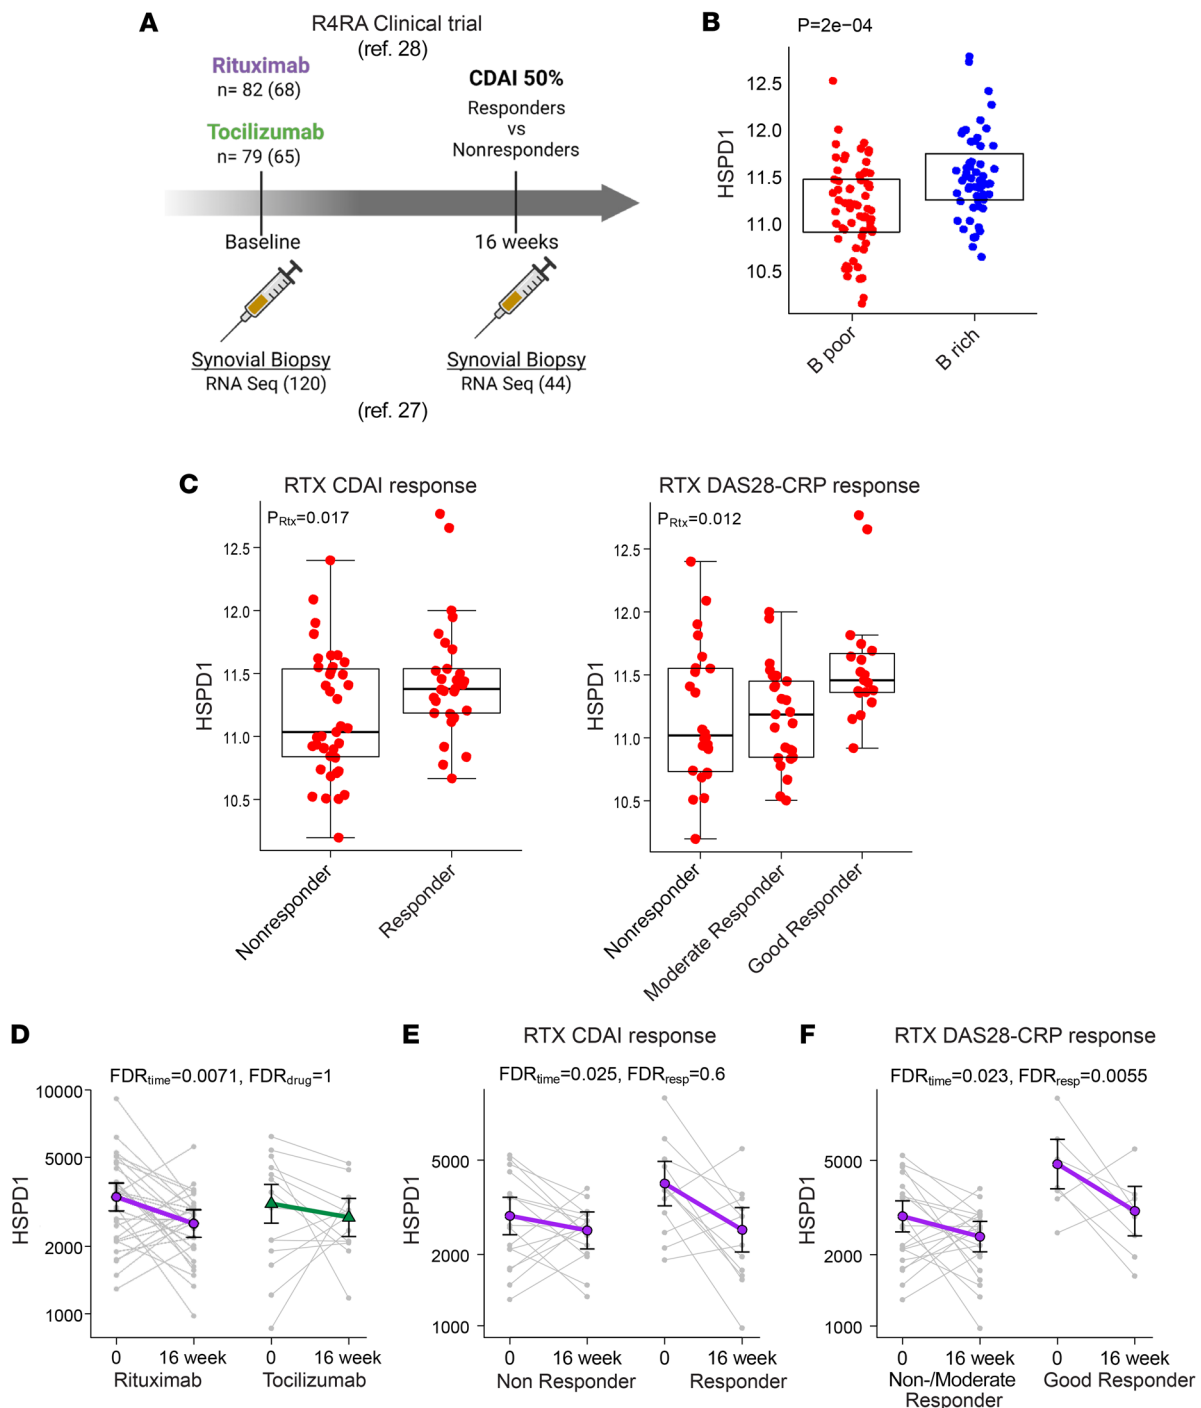 A
R4RA Clinical trial
(ref. 28)
Rituximab
n= 82 (68)
Tocilizumab
n= 79 (65)
CDAI 50%
Responders
vs
Nonresponders
Baseline
16 weeks
Synovial Biopsy
RNA Seq (120)
Synovial Biopsy
RNA Seq (44)
(ref. 27)
B
P=2e−04
HSPD1
12.5
12.0
11.5
11.0
10.5
B poor
B rich
C
RTX CDAI response
PRtx=0.017
HSPD1
12.5
12.0
11.5
11.0
10.5
Nonresponder
Responder
RTX DAS28-CRP response
PRtx=0.012
HSPD1
12.5
12.0
11.5
11.0
10.5
Nonresponder
Moderate Responder
Good Responder
D
FDRtime=0.0071, FDRdrug=1
HSPD1
10000
5000
2000
1000
0
16 week
0
16 week
Rituximab
Tocilizumab
E
RTX CDAI response
FDRtime=0.025, FDRresp=0.6
HSPD1
5000
2000
1000
0
16 week
0
16 week
Non Responder
Responder
F
RTX DAS28-CRP response
FDRtime=0.023, FDRresp=0.0055
HSPD1
5000
2000
1000
0
16 week
0
16 week
Non-/Moderate
Responder
Good Responder